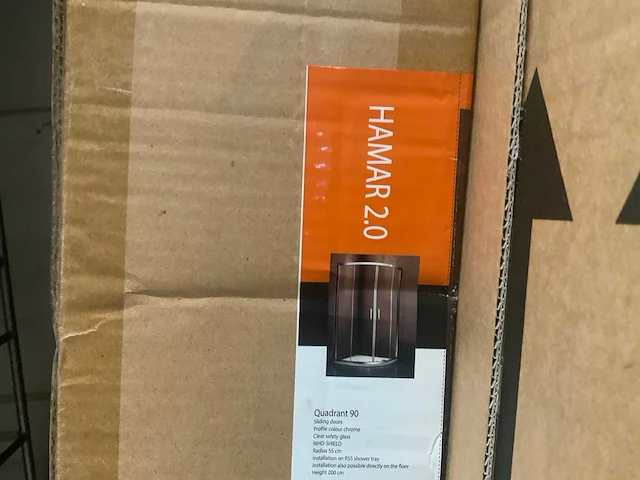 HAMAR 2.0
Quadrant 90
Sliding doors
Profile colour chrome
Clear safety glass
RIHO-SHIELD
Radius 55 cm
Installation on R55 shower tray
Installation also possible directly on the floor
Height 200 cm